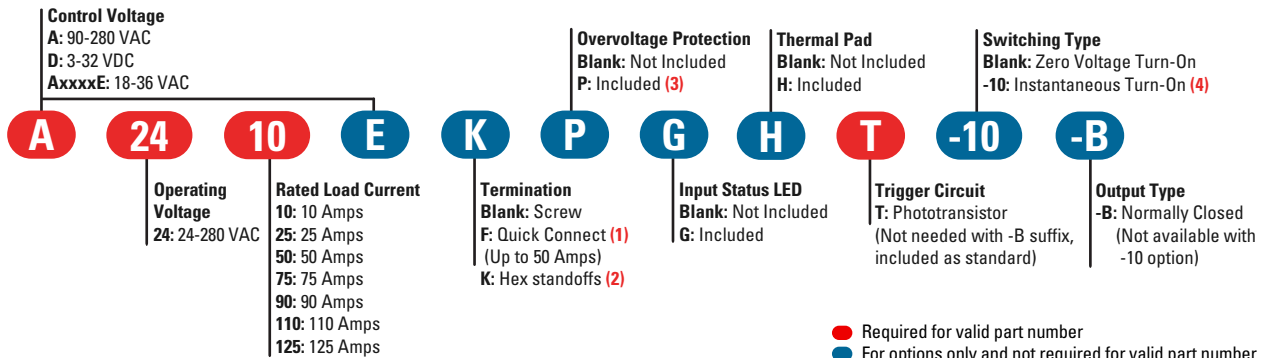 Control Voltage
A: 90-280 VAC
D: 3-32 VDC
AxxxxE: 18-36 VAC
Overvoltage Protection
Blank: Not Included
P: Included (3)
Thermal Pad
Blank: Not Included
H: Included
Switching Type
Blank: Zero Voltage Turn-On
-10: Instantaneous Turn-On (4)
A 24 10 E K P G H T -10 -B
Operating
Voltage
24: 24-280 VAC
Rated Load Current
10: 10 Amps
25: 25 Amps
50: 50 Amps
75: 75 Amps
90: 90 Amps
110: 110 Amps
125: 125 Amps
Termination
Blank: Screw
F: Quick Connect (1)
(Up to 50 Amps)
K: Hex standoffs (2)
Input Status LED
Blank: Not Included
G: Included
Trigger Circuit
T: Phototransistor
(Not needed with -B suffix,
included as standard)
Output Type
-B: Normally Closed
(Not available with
-10 option)
Required for valid part number
For options only and not required for valid part number